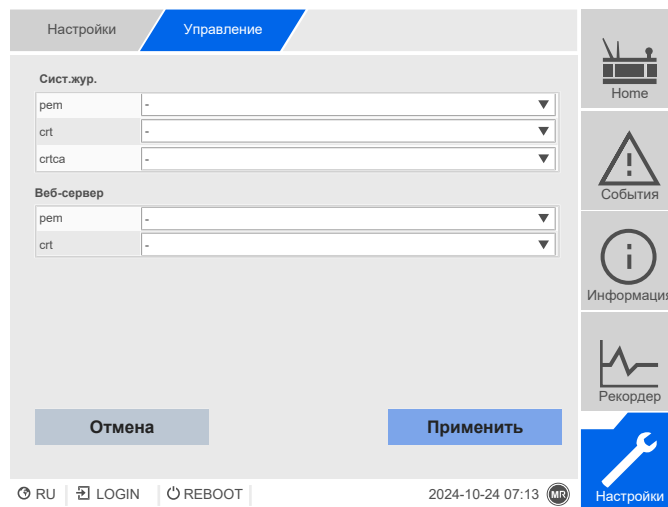 Настройки
Управление
Сист.жур.
pem -
crt -
crtca -
Веб-сервер
pem -
crt -
Отмена
Применить
RU
LOGIN
REBOOT
2024-10-24 07:13
MR
Home
События
Информация
Рекордер
Настройки